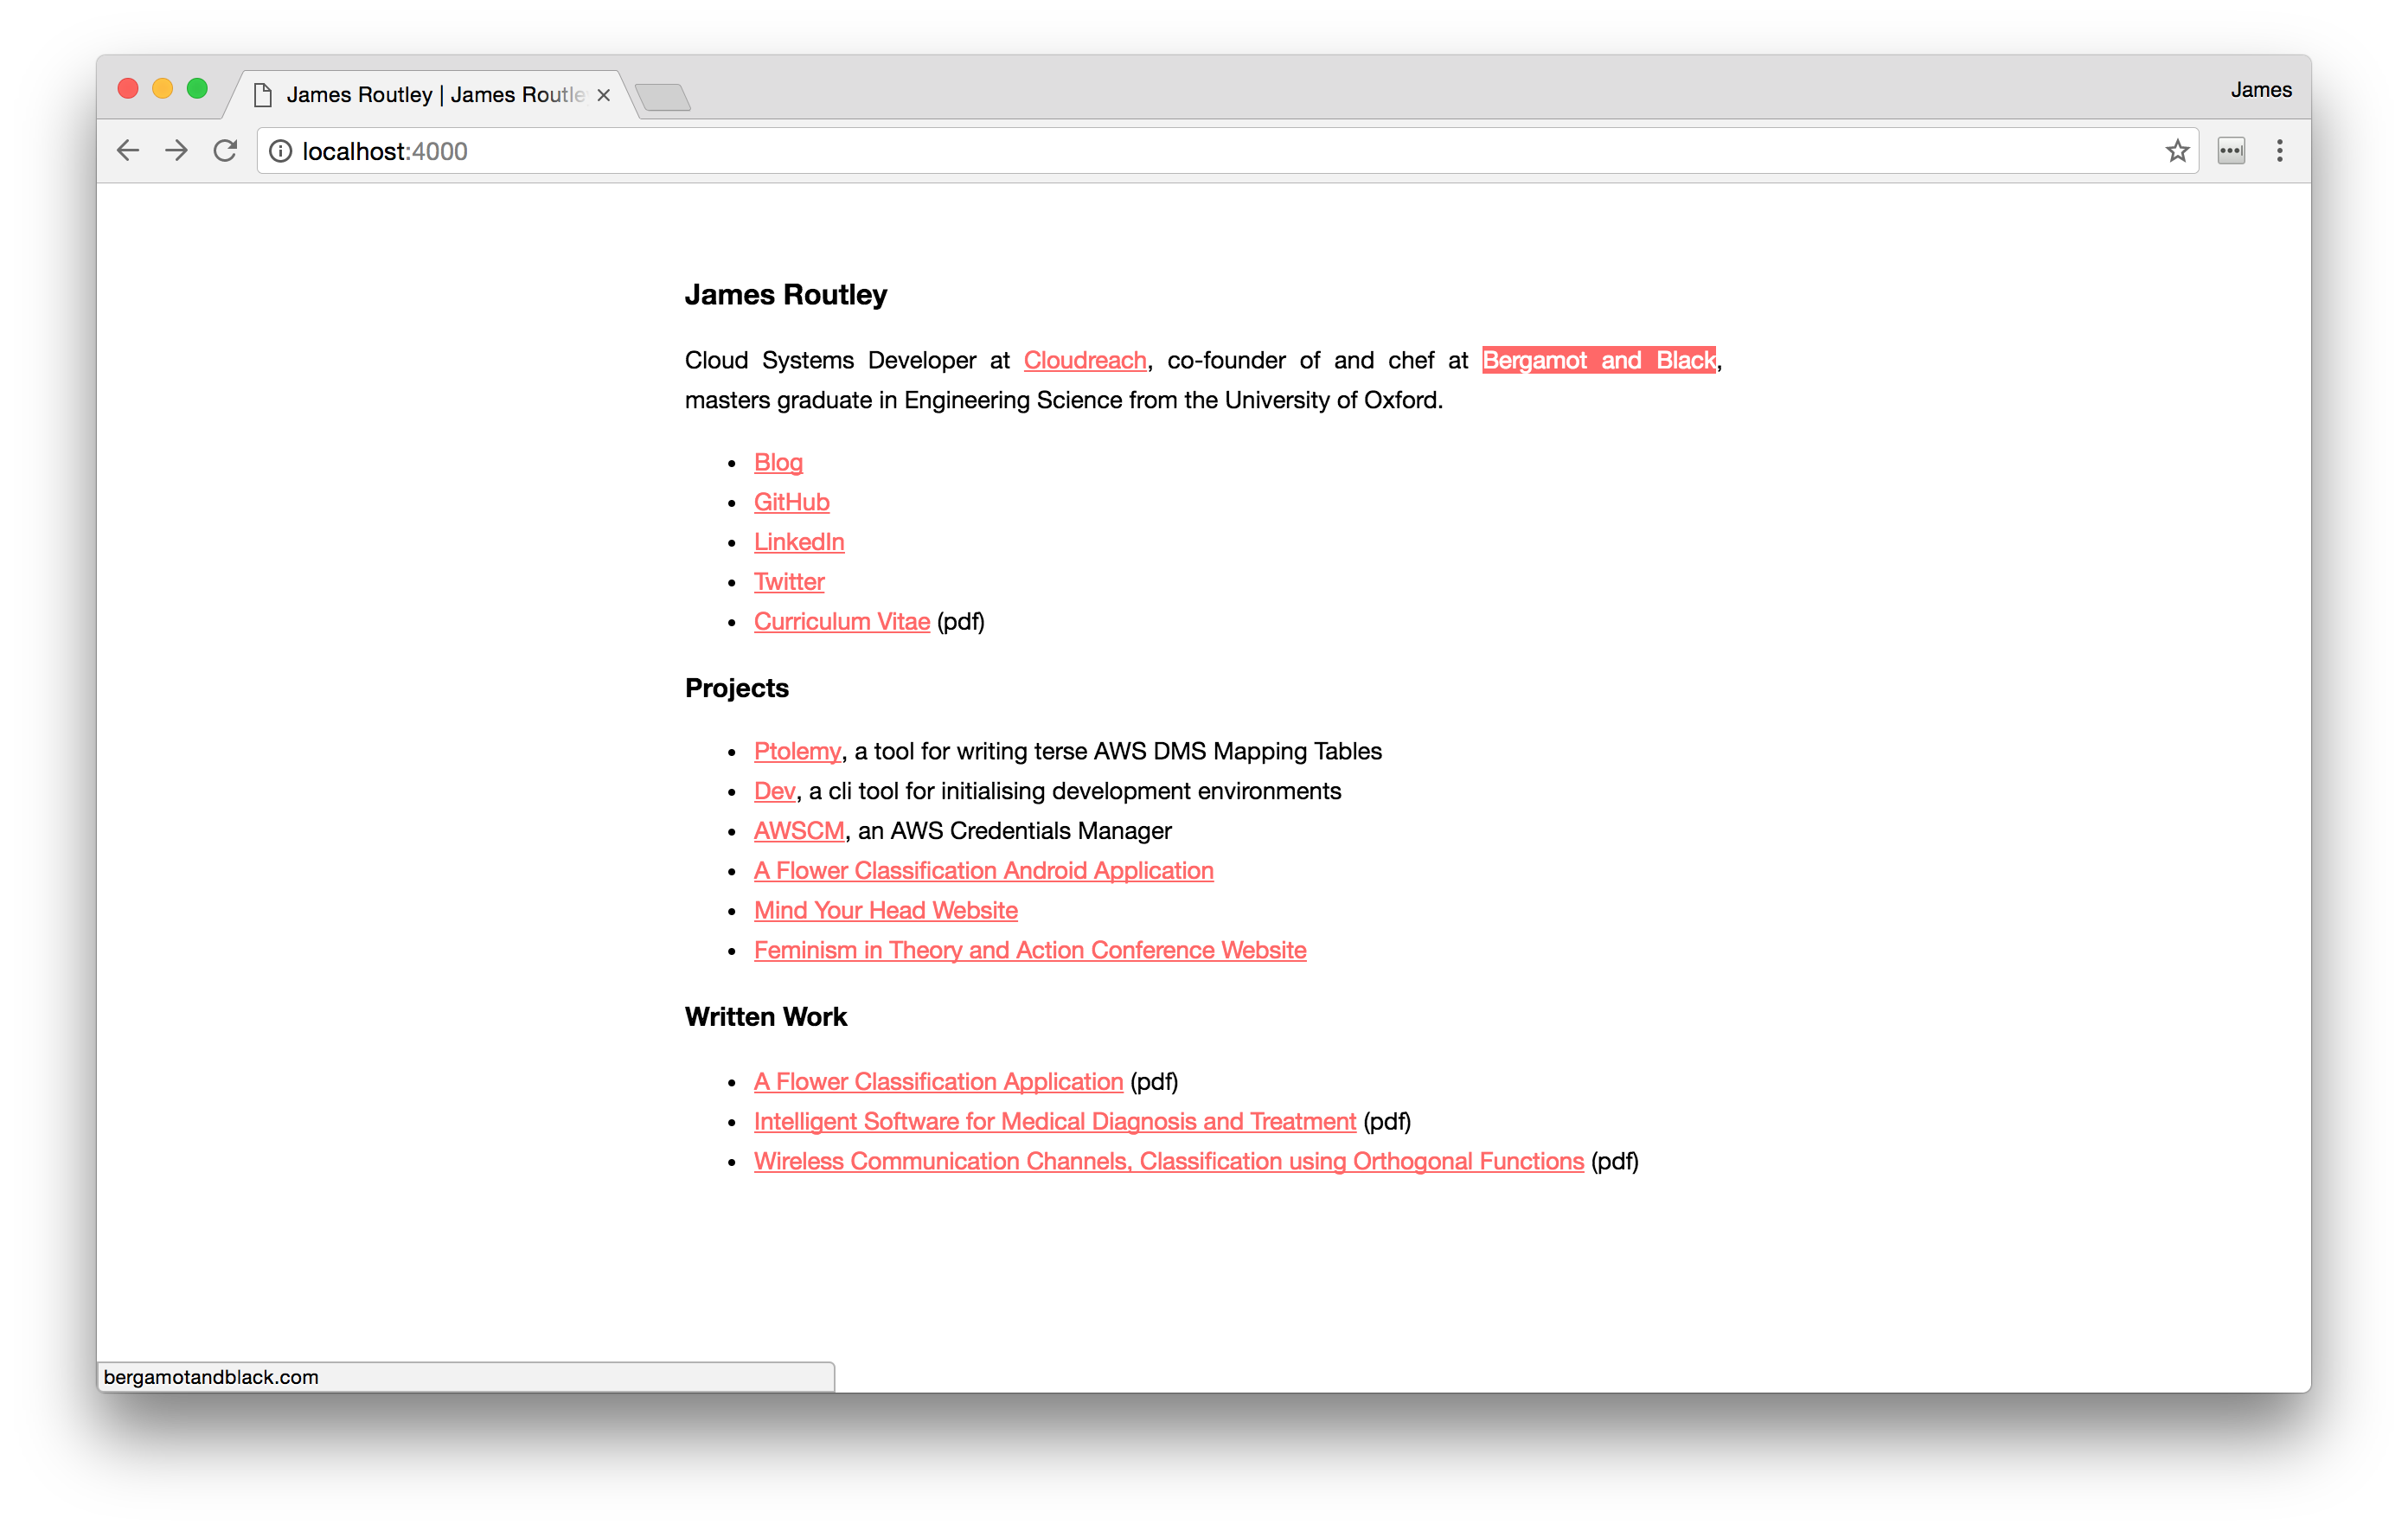 James Routley | James Routle
James
localhost:4000
James Routley
Cloud Systems Developer at Cloudreach, co-founder of and chef at Bergamot and Black,
masters graduate in Engineering Science from the University of Oxford.
• Blog
• GitHub
• LinkedIn
• Twitter
• Curriculum Vitae (pdf)
Projects
• Ptolemy, a tool for writing terse AWS DMS Mapping Tables
• Dev, a cli tool for initialising development environments
• AWSCM, an AWS Credentials Manager
• A Flower Classification Android Application
• Mind Your Head Website
• Feminism in Theory and Action Conference Website
Written Work
• A Flower Classification Application (pdf)
• Intelligent Software for Medical Diagnosis and Treatment (pdf)
• Wireless Communication Channels, Classification using Orthogonal Functions (pdf)
bergamotandblack.com